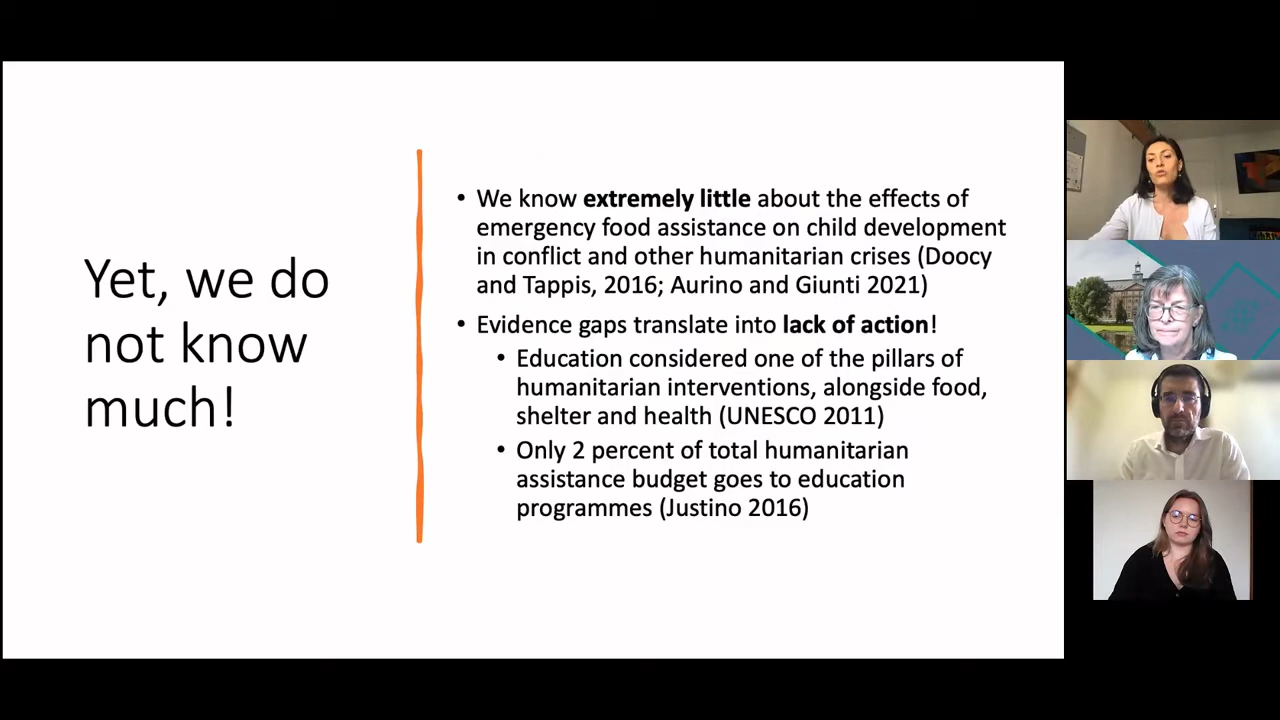 Yet, we do
not know
much!
• We know extremely little about the effects of
emergency food assistance on child development
in conflict and other humanitarian crises (Doocy
and Tappis, 2016; Aurino and Giunti 2021)
• Evidence gaps translate into lack of action!
• Education considered one of the pillars of
humanitarian interventions, alongside food,
shelter and health (UNESCO 2011)
• Only 2 percent of total humanitarian
assistance budget goes to education
programmes (Justino 2016)